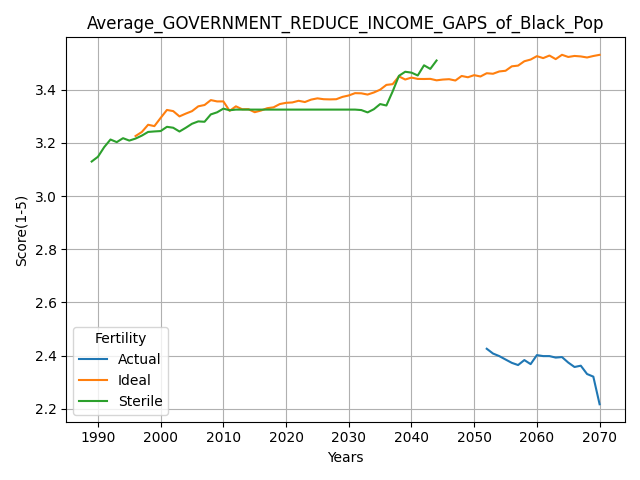 Average_GOVERNMENT_REDUCE_INCOME_GAPS_of_Black_Pop
Score(1-5)
3.4
3.2
3.0
2.8
2.6
2.4
2.2
Fertility
Actual
Ideal
Sterile
1990 2000 2010 2020 2030 2040 2050 2060 2070
Years